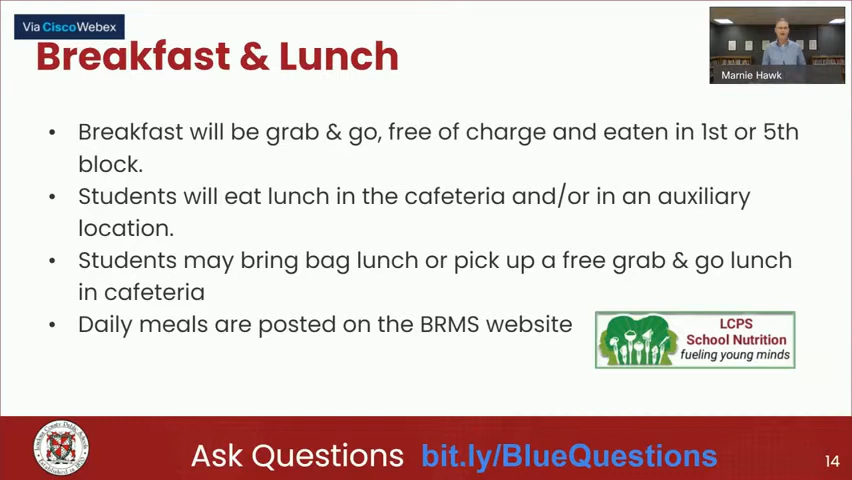 Via Cisco Webex
Breakfast & Lunch
Marnie Hawk
• Breakfast will be grab & go, free of charge and eaten in 1st or 5th
block.
• Students will eat lunch in the cafeteria and/or in an auxiliary
location.
• Students may bring bag lunch or pick up a free grab & go lunch
in cafeteria
• Daily meals are posted on the BRMS website
LCPS
School Nutrition
fueling young minds
Ask Questions bit.ly/BlueQuestions
14